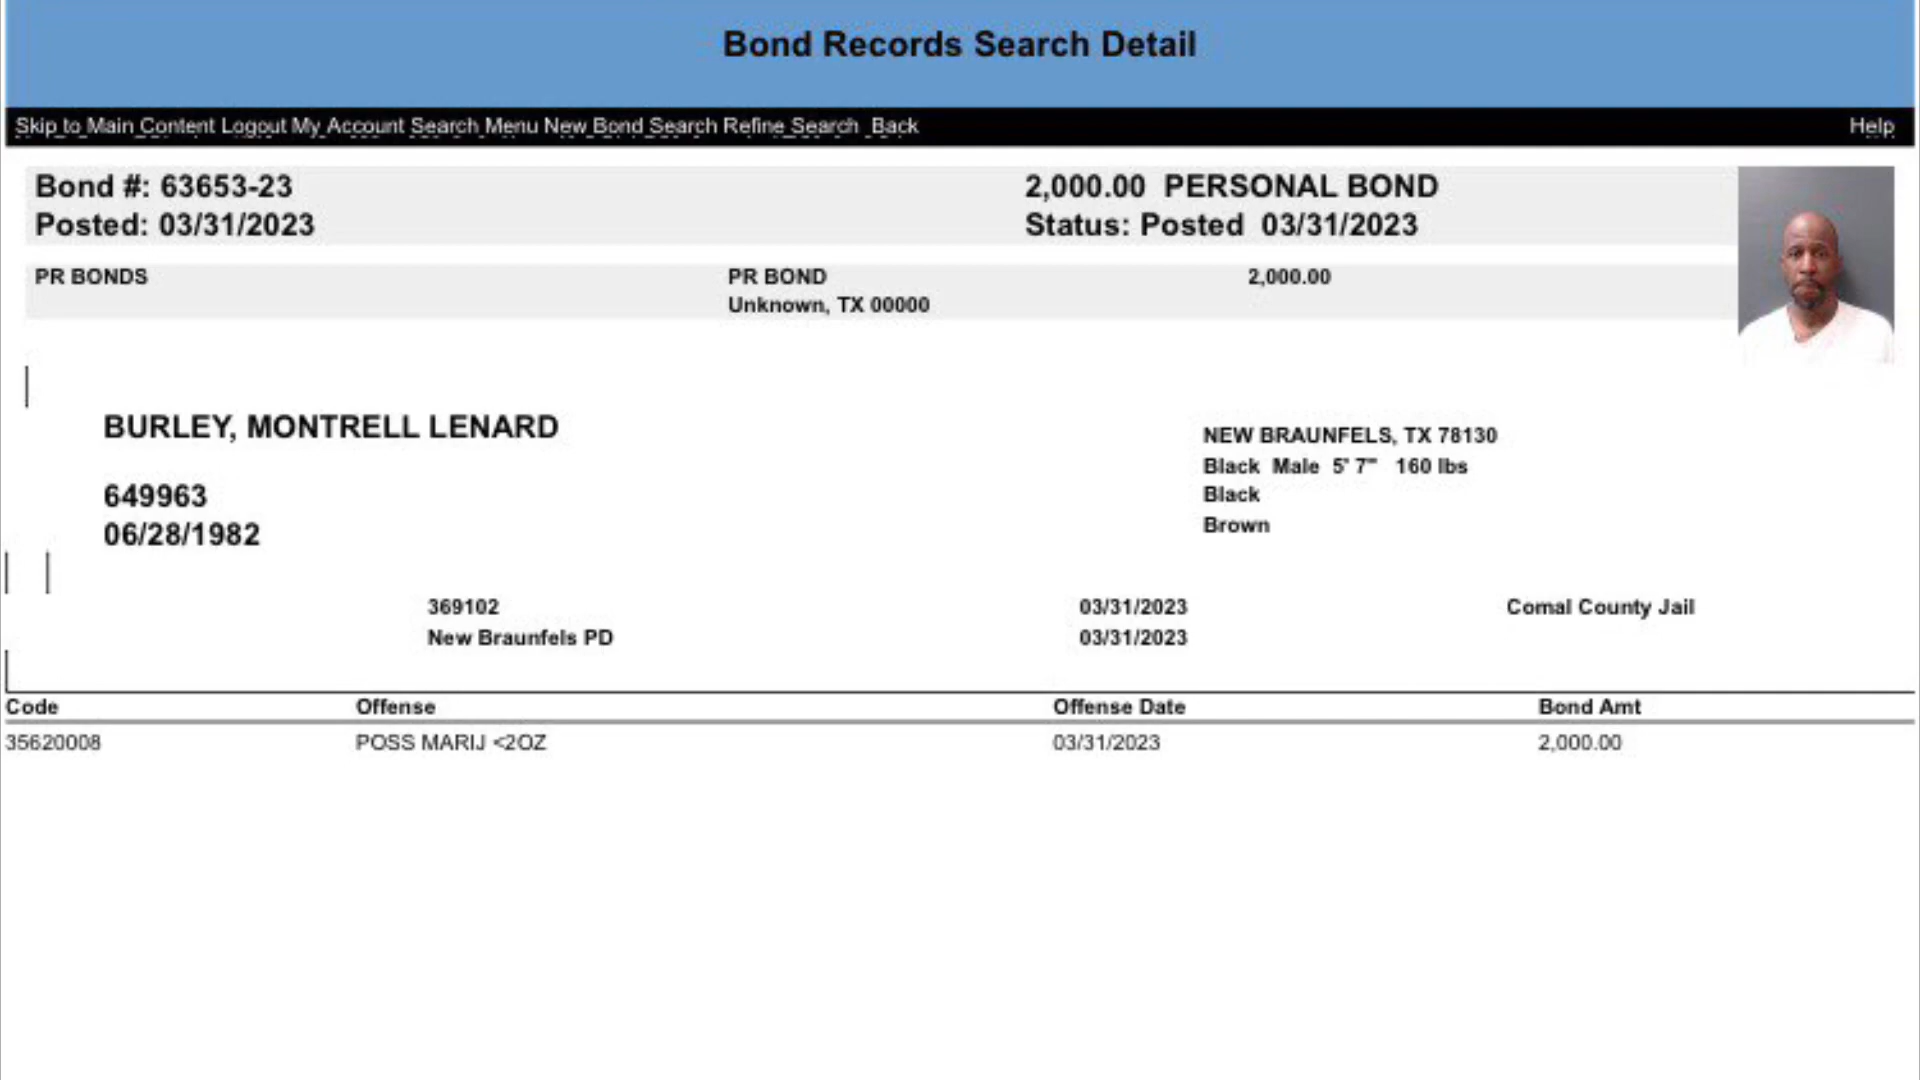 Bond Records Search Detail
Skip to Main Content Logout My Account Search Menu New Bond Search Refine Search Back Help
Bond #: 63653-23 2,000.00 PERSONAL BOND
Posted: 03/31/2023 Status: Posted 03/31/2023
PR BONDS PR BOND 2,000.00
Unknown, TX 00000
BURLEY, MONTRELL LENARD
NEW BRAUNFELS, TX 78130
Black Male 5' 7" 160 lbs
649963 Black
06/28/1982 Brown
369102 03/31/2023 Comal County Jail
New Braunfels PD 03/31/2023
Code Offense Offense Date Bond Amt
35620008 POSS MARIJ <2OZ 03/31/2023 2,000.00